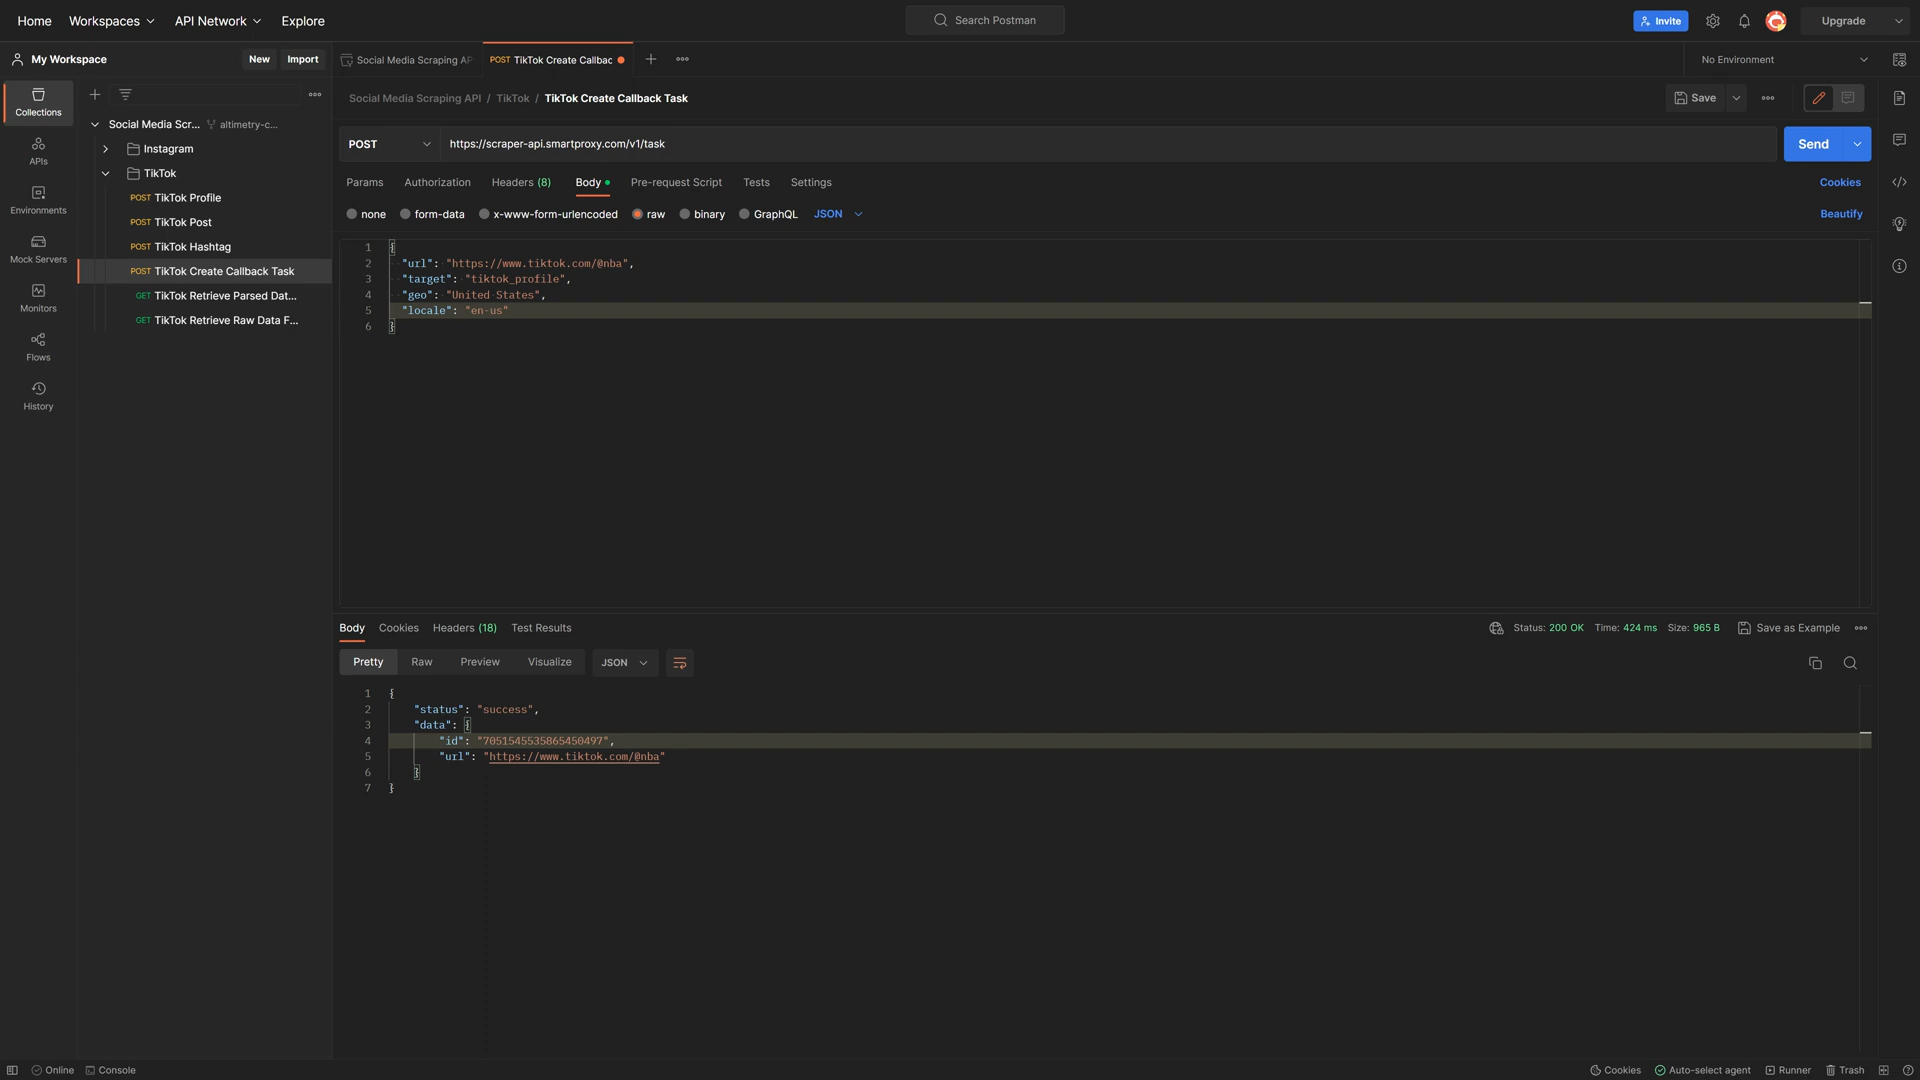 Home Workspaces API Network Explore Search Postman Invite Upgrade
My Workspace New Import Social Media Scraping AP POST TikTok Create Callbac No Environment
Collections
APIs
Environments
Mock Servers
Monitors
Flows
History
Social Media Scr... altimetry-c...
Instagram
TikTok
POST TikTok Profile
POST TikTok Post
POST TikTok Hashtag
POST TikTok Create Callback Task
GET TikTok Retrieve Parsed Dat...
GET TikTok Retrieve Raw Data F...
Social Media Scraping API / TikTok / TikTok Create Callback Task Save
POST https://scraper-api.smartproxy.com/v1/task Send
Params Authorization Headers (8) Body Pre-request Script Tests Settings Cookies
none form-data x-www-form-urlencoded raw binary GraphQL JSON Beautify
1 {
2 "url": "https://www.tiktok.com/@nba",
3 "target": "tiktok_profile",
4 "geo": "United States",
5 "locale": "en-us"
6 }
Body Cookies Headers (18) Test Results Status: 200 OK Time: 424 ms Size: 965 B Save as Example
Pretty Raw Preview Visualize JSON
1 {
2 "status": "success",
3 "data": {
4 "id": "7051545535865450497",
5 "url": "https://www.tiktok.com/@nba"
6 }
7 }
Online Console Cookies Auto-select agent Runner Trash